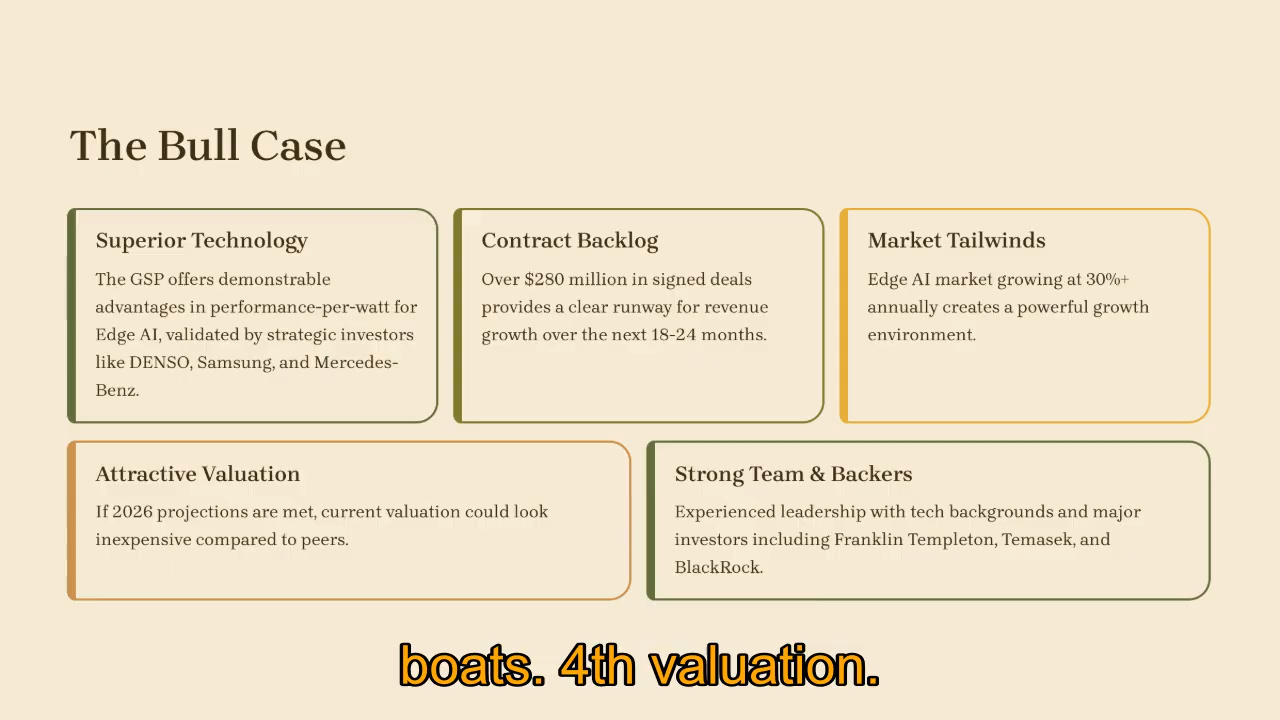 The Bull Case
Superior Technology
The GSP offers demonstrable
advantages in performance-per-watt for
Edge AI, validated by strategic investors
like DENSO, Samsung, and Mercedes-
Benz.
Contract Backlog
Over $280 million in signed deals
provides a clear runway for revenue
growth over the next 18-24 months.
Market Tailwinds
Edge AI market growing at 30%+
annually creates a powerful growth
environment.
Attractive Valuation
If 2026 projections are met, current valuation could look
inexpensive compared to peers.
Strong Team & Backers
Experienced leadership with tech backgrounds and major
investors including Franklin Templeton, Temasek, and
BlackRock.
boats. 4th valuation.